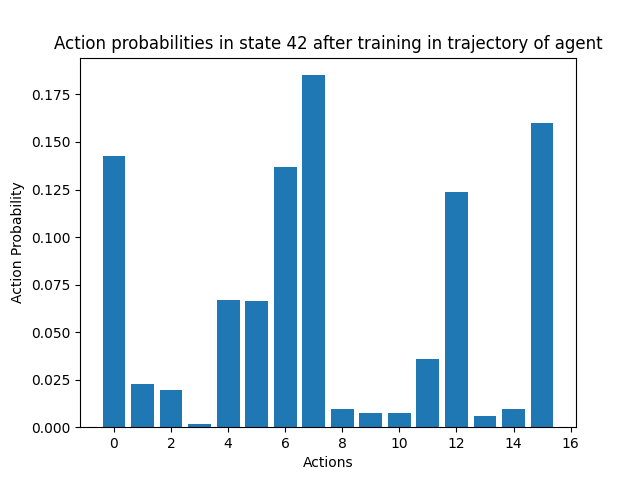 Action probabilities in state 42 after training in trajectory of agent
0.175
0.150
0.125
0.100
0.075
0.050
0.025
0.000
Action Probability
0 2 4 6 8 10 12 14 16
Actions